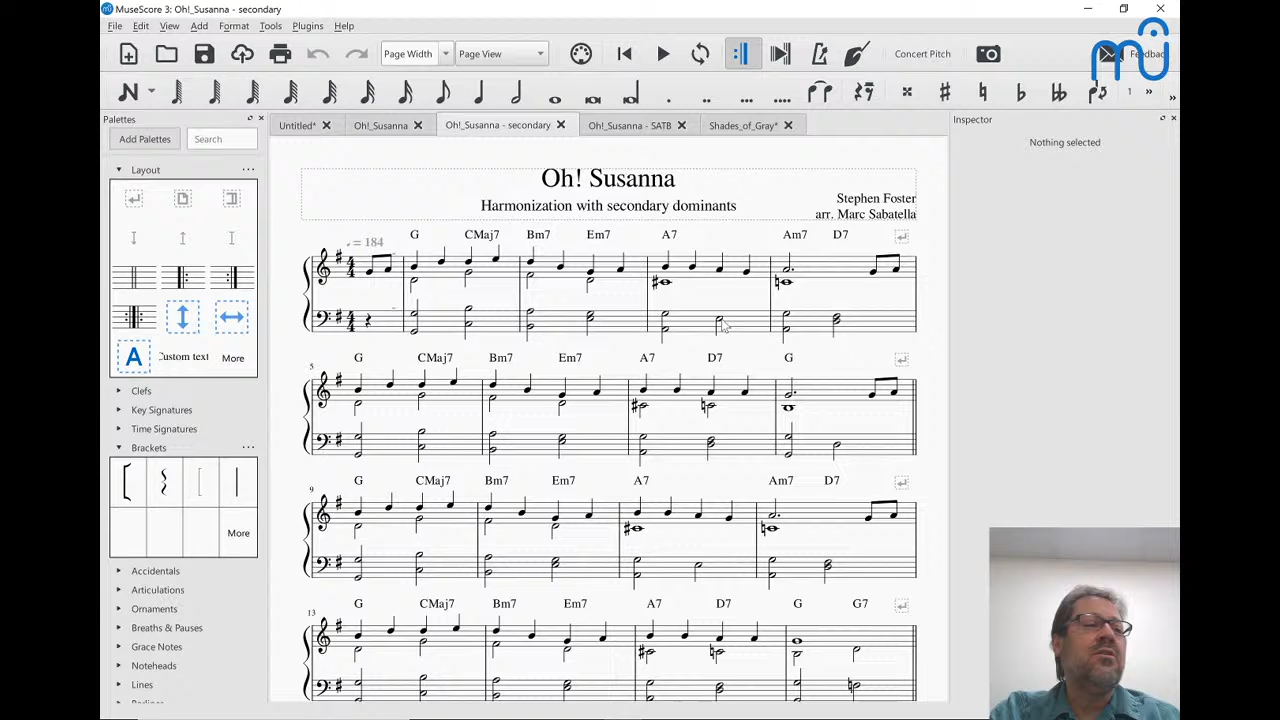 MuseScore 3: Oh!_Susanna - secondary
File Edit View Add Format Tools Plugins Help
Page Width Page View Concert Pitch Feedback
1 » »
Palettes
Add Palettes Search
Layout ...
Custom text More
Clefs
Key Signatures
Time Signatures
Brackets ...
More
Accidentals
Articulations
Ornaments
Breaths & Pauses
Grace Notes
Noteheads
Lines
Untitled* Oh!_Susanna Oh!_Susanna - secondary Oh!_Susanna - SATB Shades_of_Gray*
Oh! Susanna
Harmonization with secondary dominants
Stephen Foster
arr. Marc Sabatella
= 184
G CMaj7 Bm7 Em7 A7 Am7 D7
5
G CMaj7 Bm7 Em7 A7 D7 G
9
G CMaj7 Bm7 Em7 A7 Am7 D7
13
G CMaj7 Bm7 Em7 A7 D7 G G7
Inspector
Nothing selected